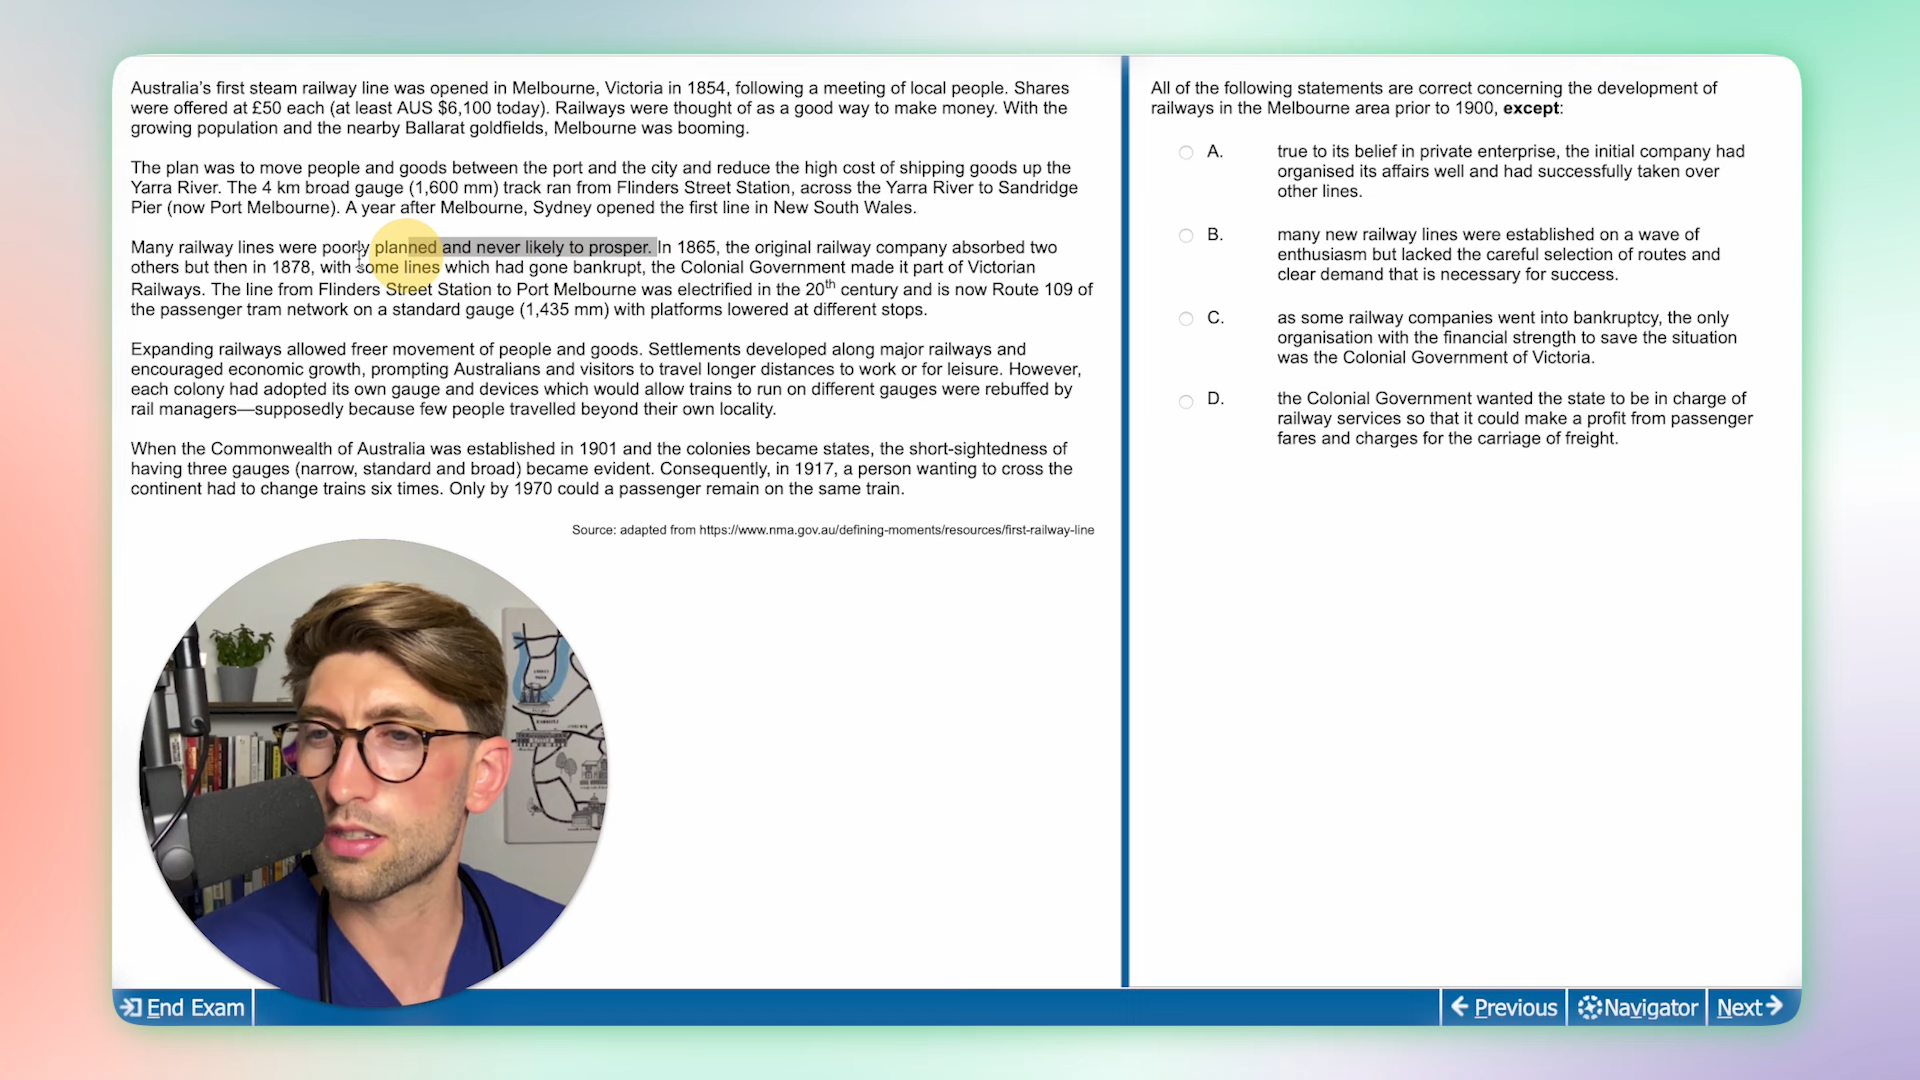 Australia's first steam railway line was opened in Melbourne, Victoria in 1854, following a meeting of local people. Shares
were offered at £50 each (at least AUS $6,100 today). Railways were thought of as a good way to make money. With the
growing population and the nearby Ballarat goldfields, Melbourne was booming.
The plan was to move people and goods between the port and the city and reduce the high cost of shipping goods up the
Yarra River. The 4 km broad gauge (1,600 mm) track ran from Flinders Street Station, across the Yarra River to Sandridge
Pier (now Port Melbourne). A year after Melbourne, Sydney opened the first line in New South Wales.
Many railway lines were poorly planned and never likely to prosper. In 1865, the original railway company absorbed two
others but then in 1878, with some lines which had gone bankrupt, the Colonial Government made it part of Victorian
Railways. The line from Flinders Street Station to Port Melbourne was electrified in the 20th century and is now Route 109 of
the passenger tram network on a standard gauge (1,435 mm) with platforms lowered at different stops.
Expanding railways allowed freer movement of people and goods. Settlements developed along major railways and
encouraged economic growth, prompting Australians and visitors to travel longer distances to work or for leisure. However,
each colony had adopted its own gauge and devices which would allow trains to run on different gauges were rebuffed by
rail managers—supposedly because few people travelled beyond their own locality.
When the Commonwealth of Australia was established in 1901 and the colonies became states, the short-sightedness of
having three gauges (narrow, standard and broad) became evident. Consequently, in 1917, a person wanting to cross the
continent had to change trains six times. Only by 1970 could a passenger remain on the same train.
Source: adapted from https://www.nma.gov.au/defining-moments/resources/first-railway-line
All of the following statements are correct concerning the development of
railways in the Melbourne area prior to 1900, except:
A. true to its belief in private enterprise, the initial company had
organised its affairs well and had successfully taken over
other lines.
B. many new railway lines were established on a wave of
enthusiasm but lacked the careful selection of routes and
clear demand that is necessary for success.
C. as some railway companies went into bankruptcy, the only
organisation with the financial strength to save the situation
was the Colonial Government of Victoria.
D. the Colonial Government wanted the state to be in charge of
railway services so that it could make a profit from passenger
fares and charges for the carriage of freight.
End Exam
Previous
Navigator
Next